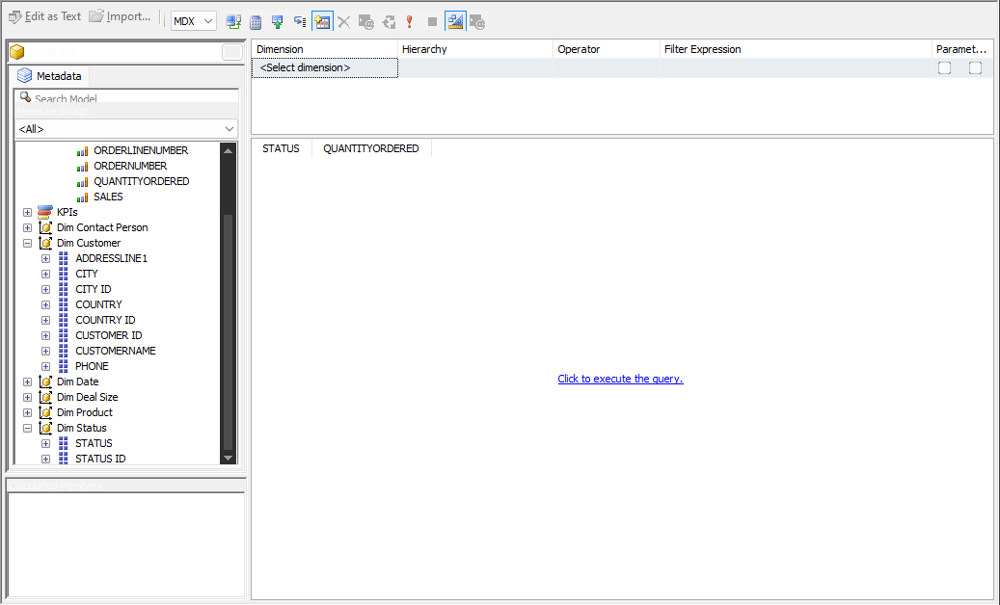 Edit as Text Import... MDX
Metadata
Search Model
Measure Group:
<All>
ORDERLINENUMBER
ORDERNUMBER
QUANTITYORDERED
SALES
KPIs
Dim Contact Person
Dim Customer
ADDRESSLINE1
CITY
CITY ID
COUNTRY
COUNTRY ID
CUSTOMER ID
CUSTOMERNAME
PHONE
Dim Date
Dim Deal Size
Dim Product
Dim Status
STATUS
STATUS ID
Dimension Hierarchy Operator Filter Expression Paramet...
<Select dimension>
STATUS QUANTITYORDERED
Click to execute the query.